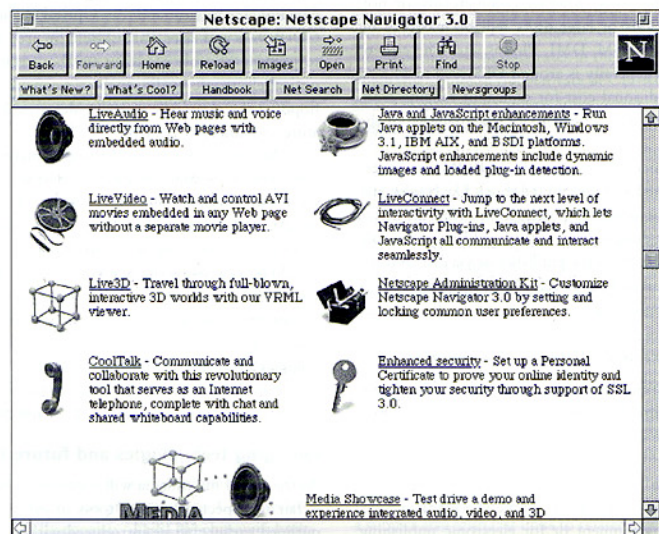 Netscape: Netscape Navigator 3.0
Back Forward Home Reload Images Open Print Find Stop
N
What's New? What's Cool? Handbook Net Search Net Directory Newsgroups
LiveAudio - Hear music and voice
directly from Web pages with
embedded audio.
Java and JavaScript enhancements - Run
Java applets on the Macintosh, Windows
3.1, IBM AIX, and BSDI platforms.
JavaScript enhancements include dynamic
images and loaded plug-in detection.
LiveVideo - Watch and control AVI
movies embedded in any Web page
without a separate movie player.
LiveConnect - Jump to the next level of
interactivity with LiveConnect, which lets
Navigator Plug-ins, Java applets, and
JavaScript all communicate and interact
seamlessly.
Live3D - Travel through full-blown,
interactive 3D worlds with our VRML
viewer.
Netscape Administration Kit - Customize
Netscape Navigator 3.0 by setting and
locking common user preferences.
CoolTalk - Communicate and
collaborate with this revolutionary
tool that serves as an Internet
telephone, complete with chat and
shared whiteboard capabilities.
Enhanced security - Set up a Personal
Certificate to prove your online identity and
tighten your security through support of SSL
3.0.
MEDIA
Media Showcase - Test drive a demo and
experience integrated audio, video, and 3D